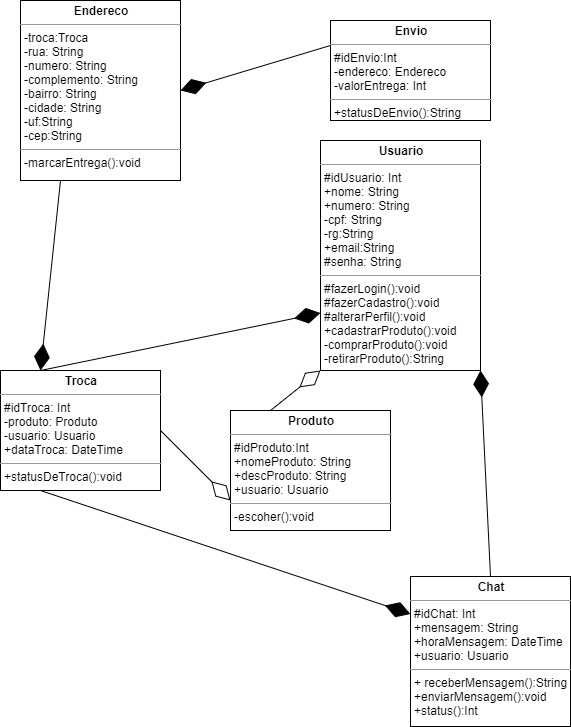 Endereco
-troca:Troca
-rua: String
-numero: String
-complemento: String
-bairro: String
-cidade: String
-uf:String
-cep:String
-marcarEntrega():void
Envio
#idEnvio:Int
-endereco: Endereco
-valorEntrega: Int
+statusDeEnvio():String
Usuario
#idUsuario: Int
+nome: String
+numero: String
-cpf: String
-rg:String
+email:String
#senha: String
#fazerLogin():void
#fazerCadastro():void
#alterarPerfil():void
+cadastrarProduto():void
-comprarProduto():void
-retirarProduto():String
Troca
#idTroca: Int
-produto: Produto
-usuario: Usuario
+dataTroca: DateTime
+statusDeTroca():void
Produto
#idProduto:Int
+nomeProduto: String
+descProduto: String
+usuario: Usuario
-escoher():void
Chat
#idChat: Int
+mensagem: String
+horaMensagem: DateTime
+usuario: Usuario
+ receberMensagem():String
+enviarMensagem():void
+status():Int